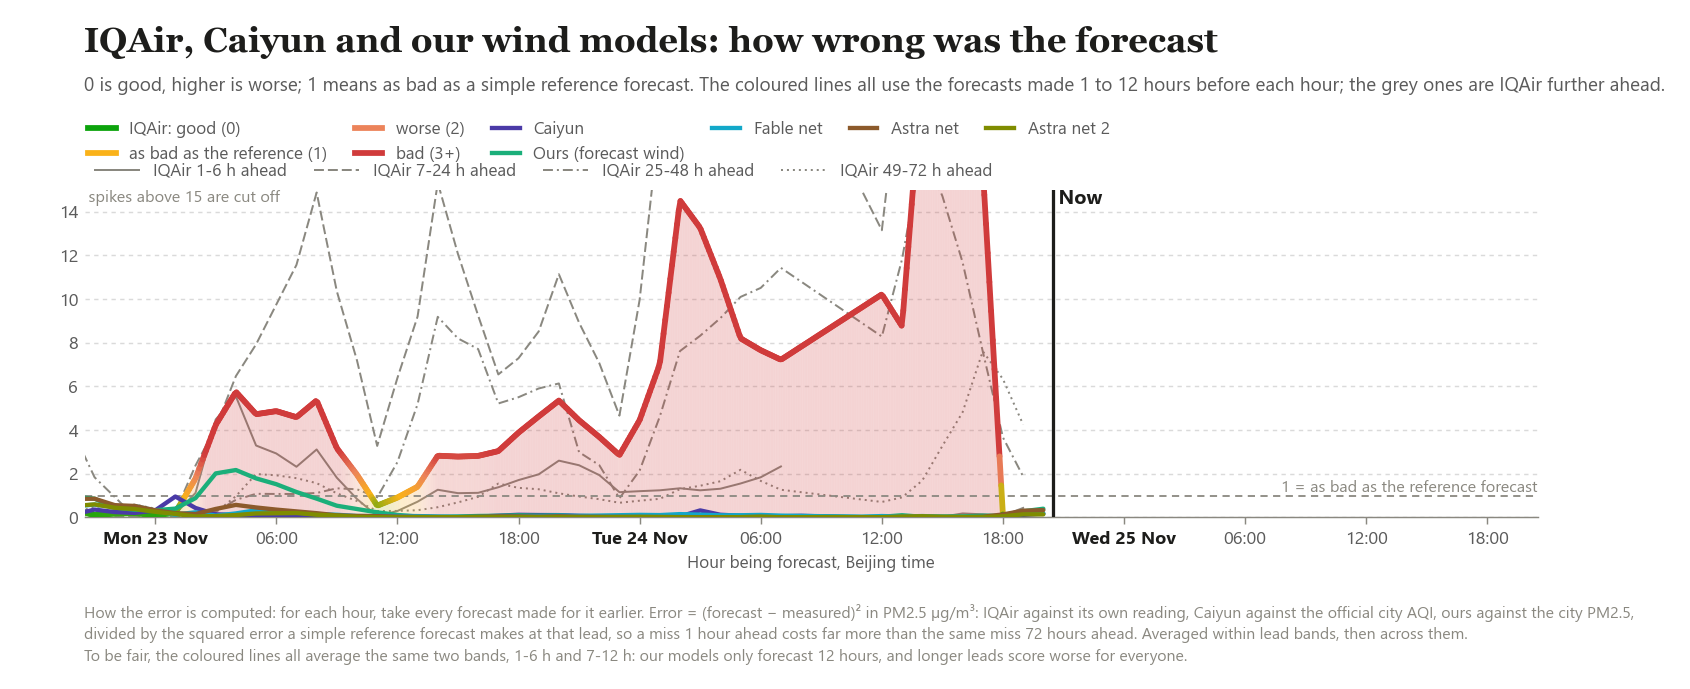 IQAir, Caiyun and our wind models: how wrong was the forecast
0 is good, higher is worse; 1 means as bad as a simple reference forecast. The coloured lines all use the forecasts made 1 to 12 hours before each hour; the grey ones are IQAir further ahead.
IQAir: good (0) worse (2) Caiyun Fable net Astra net Astra net 2
as bad as the reference (1) bad (3+) Ours (forecast wind)
IQAir 1-6 h ahead IQAir 7-24 h ahead IQAir 25-48 h ahead IQAir 49-72 h ahead
spikes above 15 are cut off
Now
14
12
10
8
6
4
2
0
1 = as bad as the reference forecast
Mon 23 Nov 06:00 12:00 18:00 Tue 24 Nov 06:00 12:00 18:00 Wed 25 Nov 06:00 12:00 18:00
Hour being forecast, Beijing time
How the error is computed: for each hour, take every forecast made for it earlier. Error = (forecast − measured)² in PM2.5 µg/m³: IQAir against its own reading, Caiyun against the official city AQI, ours against the city PM2.5,
divided by the squared error a simple reference forecast makes at that lead, so a miss 1 hour ahead costs far more than the same miss 72 hours ahead. Averaged within lead bands, then across them.
To be fair, the coloured lines all average the same two bands, 1-6 h and 7-12 h: our models only forecast 12 hours, and longer leads score worse for everyone.